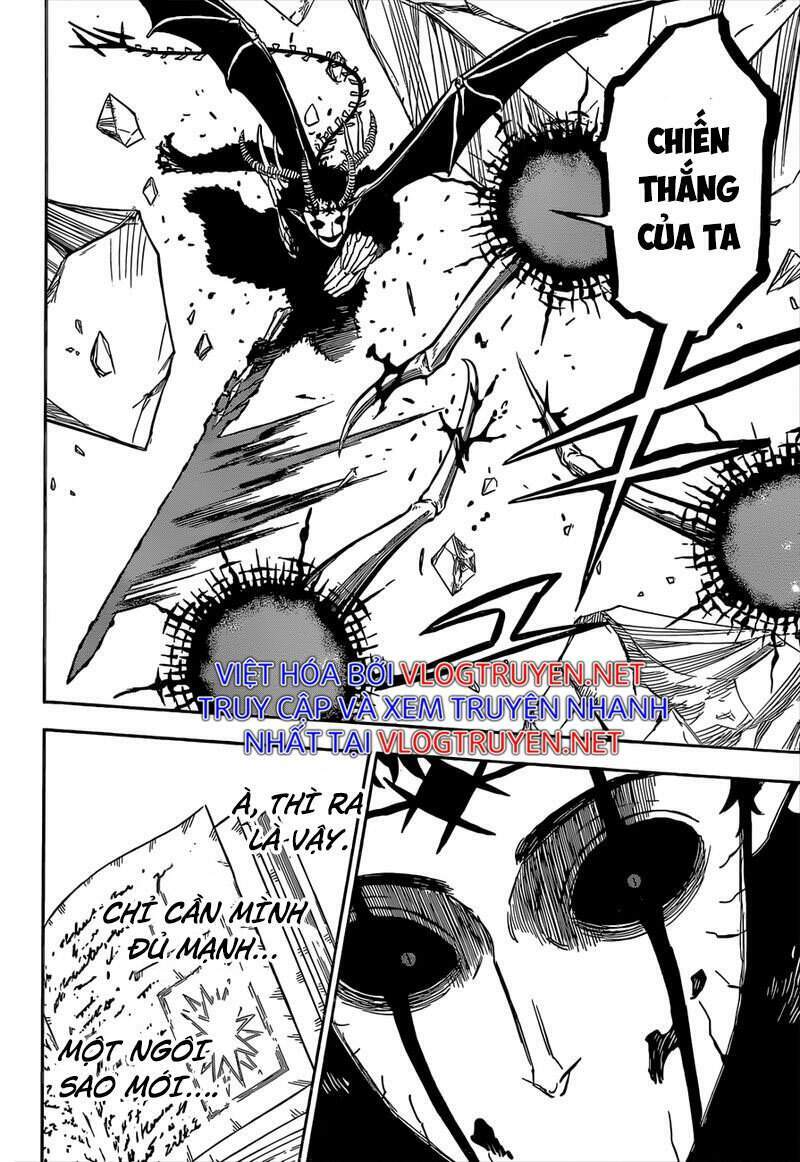 CHIẾN
THẮNG
CỦA TA
VIỆT HÓA BỞI VLOGTRUYEN.NET
TRUY CẬP VÀ XEM TRUYỆN NHANH
NHẤT TẠI VLOGTRUYEN.NET
À, THÌ RA
LÀ VẬY.
CHỈ CẦN MÌNH
ĐỦ MẠNH...
MỘT NGÔI
SAO MỚI....